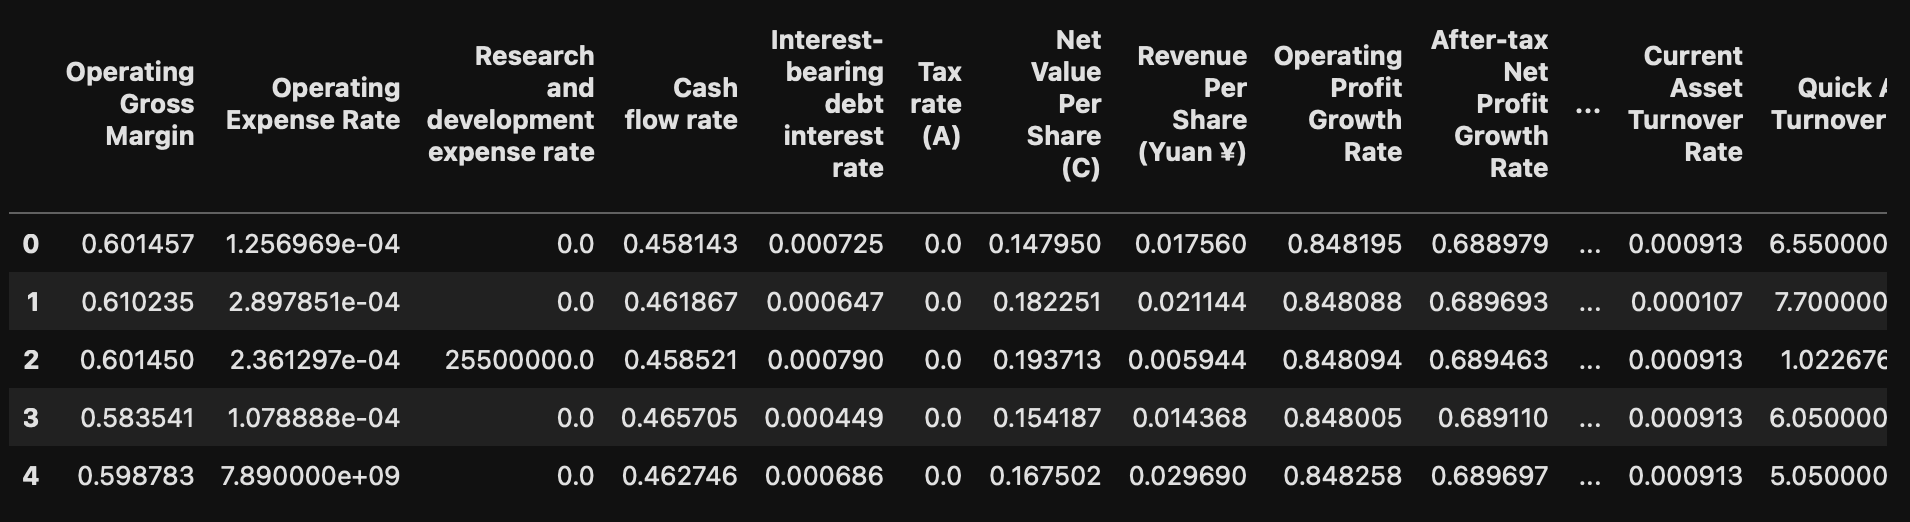 Operating Gross Margin Operating Expense Rate Research and development expense rate Cash flow rate Interest-bearing debt interest rate Tax rate (A) Net Value Per Share (C) Revenue Per Share (Yuan ¥) Operating Profit Growth Rate After-tax Net Profit Growth Rate ... Current Asset Turnover Rate Quick Turnover
0 0.601457 1.256969e-04 0.0 0.458143 0.000725 0.0 0.147950 0.017560 0.848195 0.688979 ... 0.000913 6.550000
1 0.610235 2.897851e-04 0.0 0.461867 0.000647 0.0 0.182251 0.021144 0.848088 0.689693 ... 0.000107 7.700000
2 0.601450 2.361297e-04 25500000.0 0.458521 0.000790 0.0 0.193713 0.005944 0.848094 0.689463 ... 0.000913 1.022676
3 0.583541 1.078888e-04 0.0 0.465705 0.000449 0.0 0.154187 0.014368 0.848005 0.689110 ... 0.000913 6.050000
4 0.598783 7.890000e+09 0.0 0.462746 0.000686 0.0 0.167502 0.029690 0.848258 0.689697 ... 0.000913 5.050000